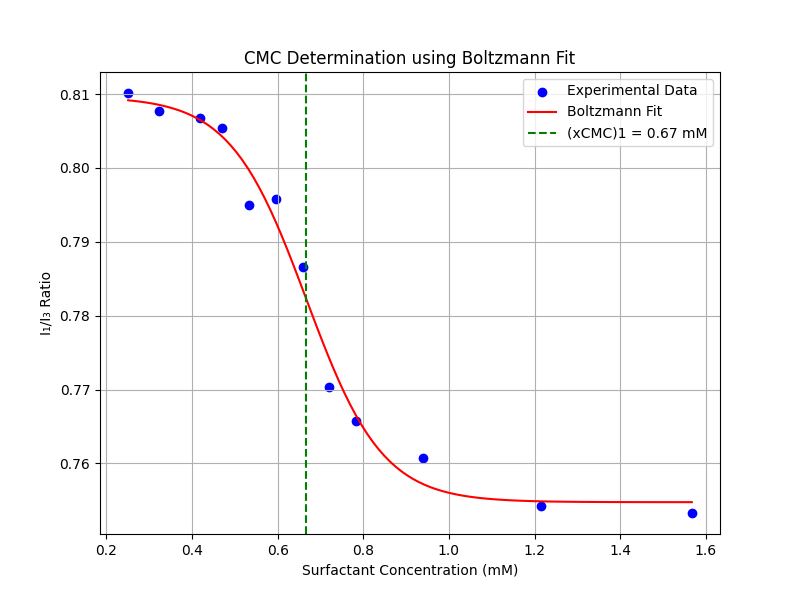 CMC Determination using Boltzmann Fit
Experimental Data
Boltzmann Fit
(xCMC)1 = 0.67 mM
I₁/I₃ Ratio
0.81
0.80
0.79
0.78
0.77
0.76
0.2 0.4 0.6 0.8 1.0 1.2 1.4 1.6
Surfactant Concentration (mM)